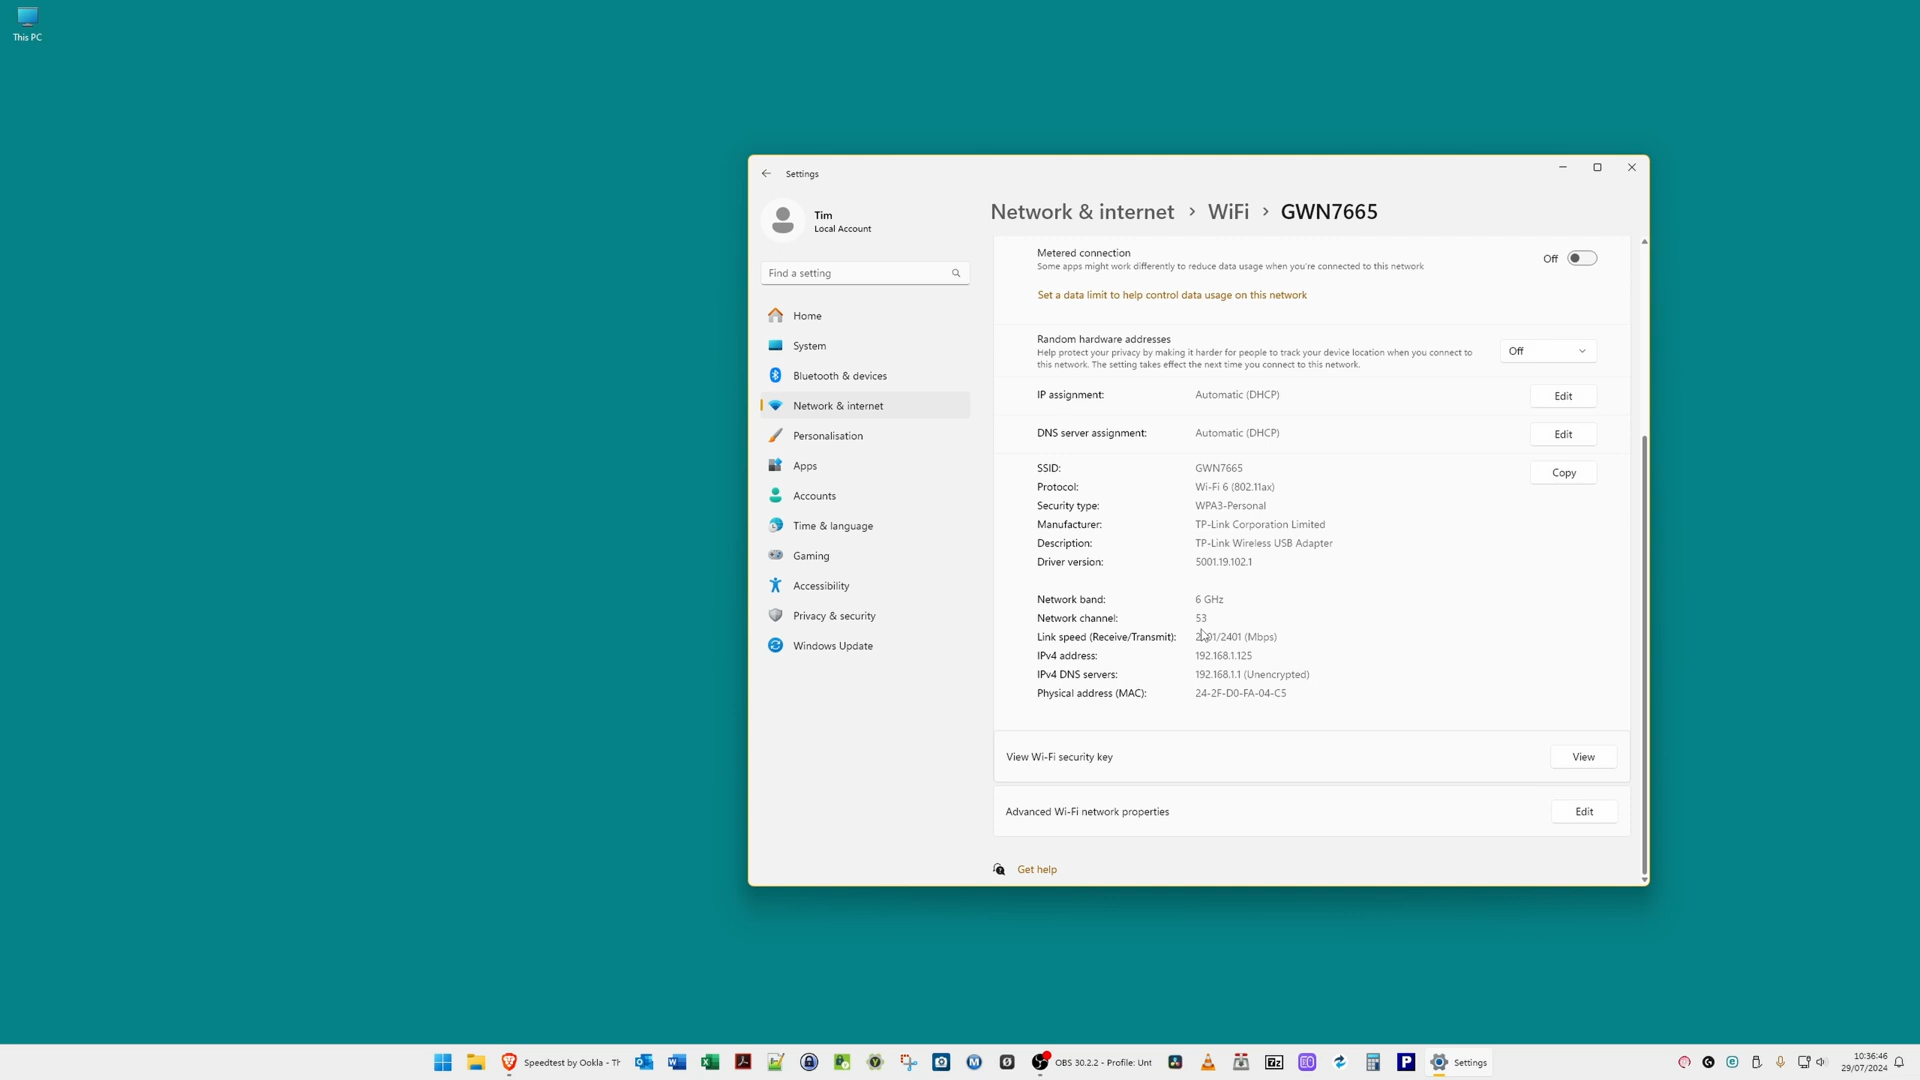 This PC
Settings
Tim
Local Account
Find a setting
Home
System
Bluetooth & devices
Network & internet
Personalisation
Apps
Accounts
Time & language
Gaming
Accessibility
Privacy & security
Windows Update
Network & internet > WiFi > GWN7665
Metered connection
Some apps might work differently to reduce data usage when you're connected to this network
Off
Set a data limit to help control data usage on this network
Random hardware addresses
Help protect your privacy by making it harder for people to track your device location when you connect to
this network. The setting takes effect the next time you connect to this network.
Off
IP assignment: Automatic (DHCP) Edit
DNS server assignment: Automatic (DHCP) Edit
SSID: GWN7665 Copy
Protocol: Wi-Fi 6 (802.11ax)
Security type: WPA3-Personal
Manufacturer: TP-Link Corporation Limited
Description: TP-Link Wireless USB Adapter
Driver version: 5001.19.102.1
Network band: 6 GHz
Network channel: 53
Link speed (Receive/Transmit): /2401 (Mbps)
IPv4 address: 192.168.1.125
IPv4 DNS servers: 192.168.1.1 (Unencrypted)
Physical address (MAC): 24-2F-D0-FA-04-C5
View Wi-Fi security key View
Advanced Wi-Fi network properties Edit
Get help
Speedtest by Ookla - Th
OBS 30.2.2 - Profile: Unt
7z
Settings
10:36:46
29/07/2024